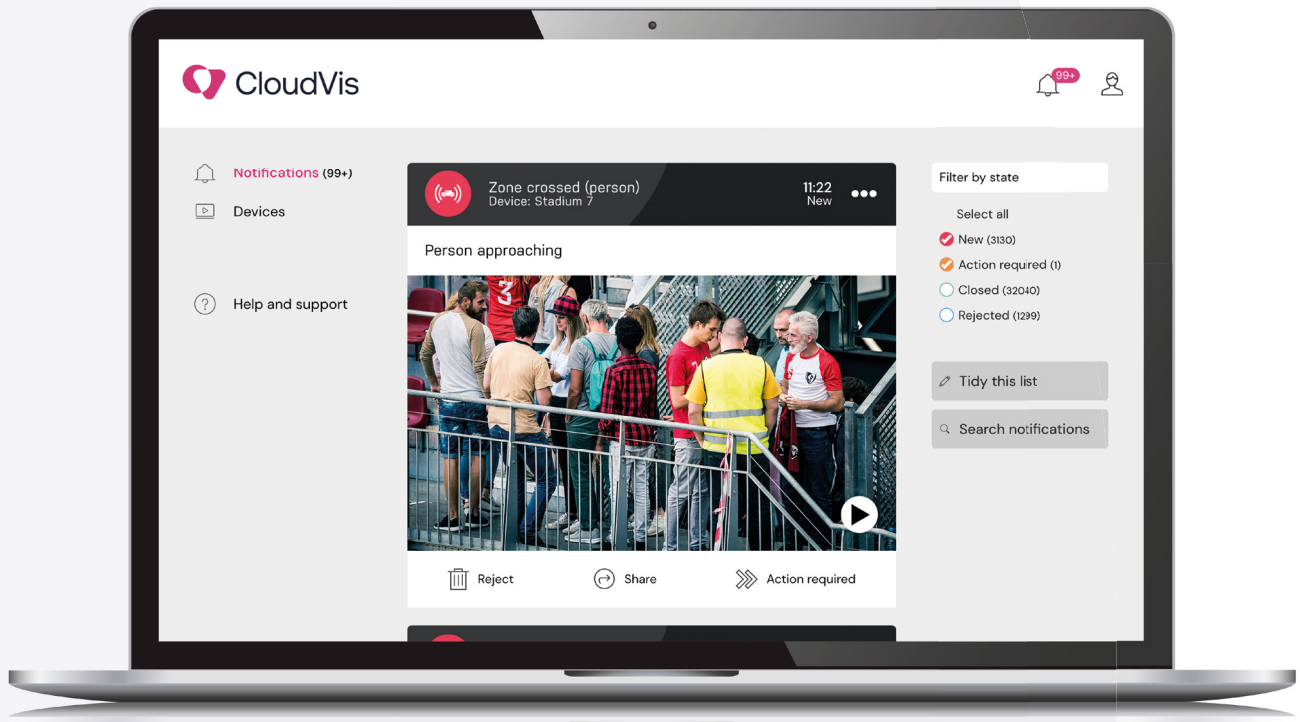 CloudVis
99+
Notifications (99+)
Devices
Help and support
Zone crossed (person)
Device: Stadium 7
11:22
New
Person approaching
3
Reject
Share
Action required
Filter by state
Select all
New (3130)
Action required (1)
Closed (32040)
Rejected (1299)
Tidy this list
Search notifications